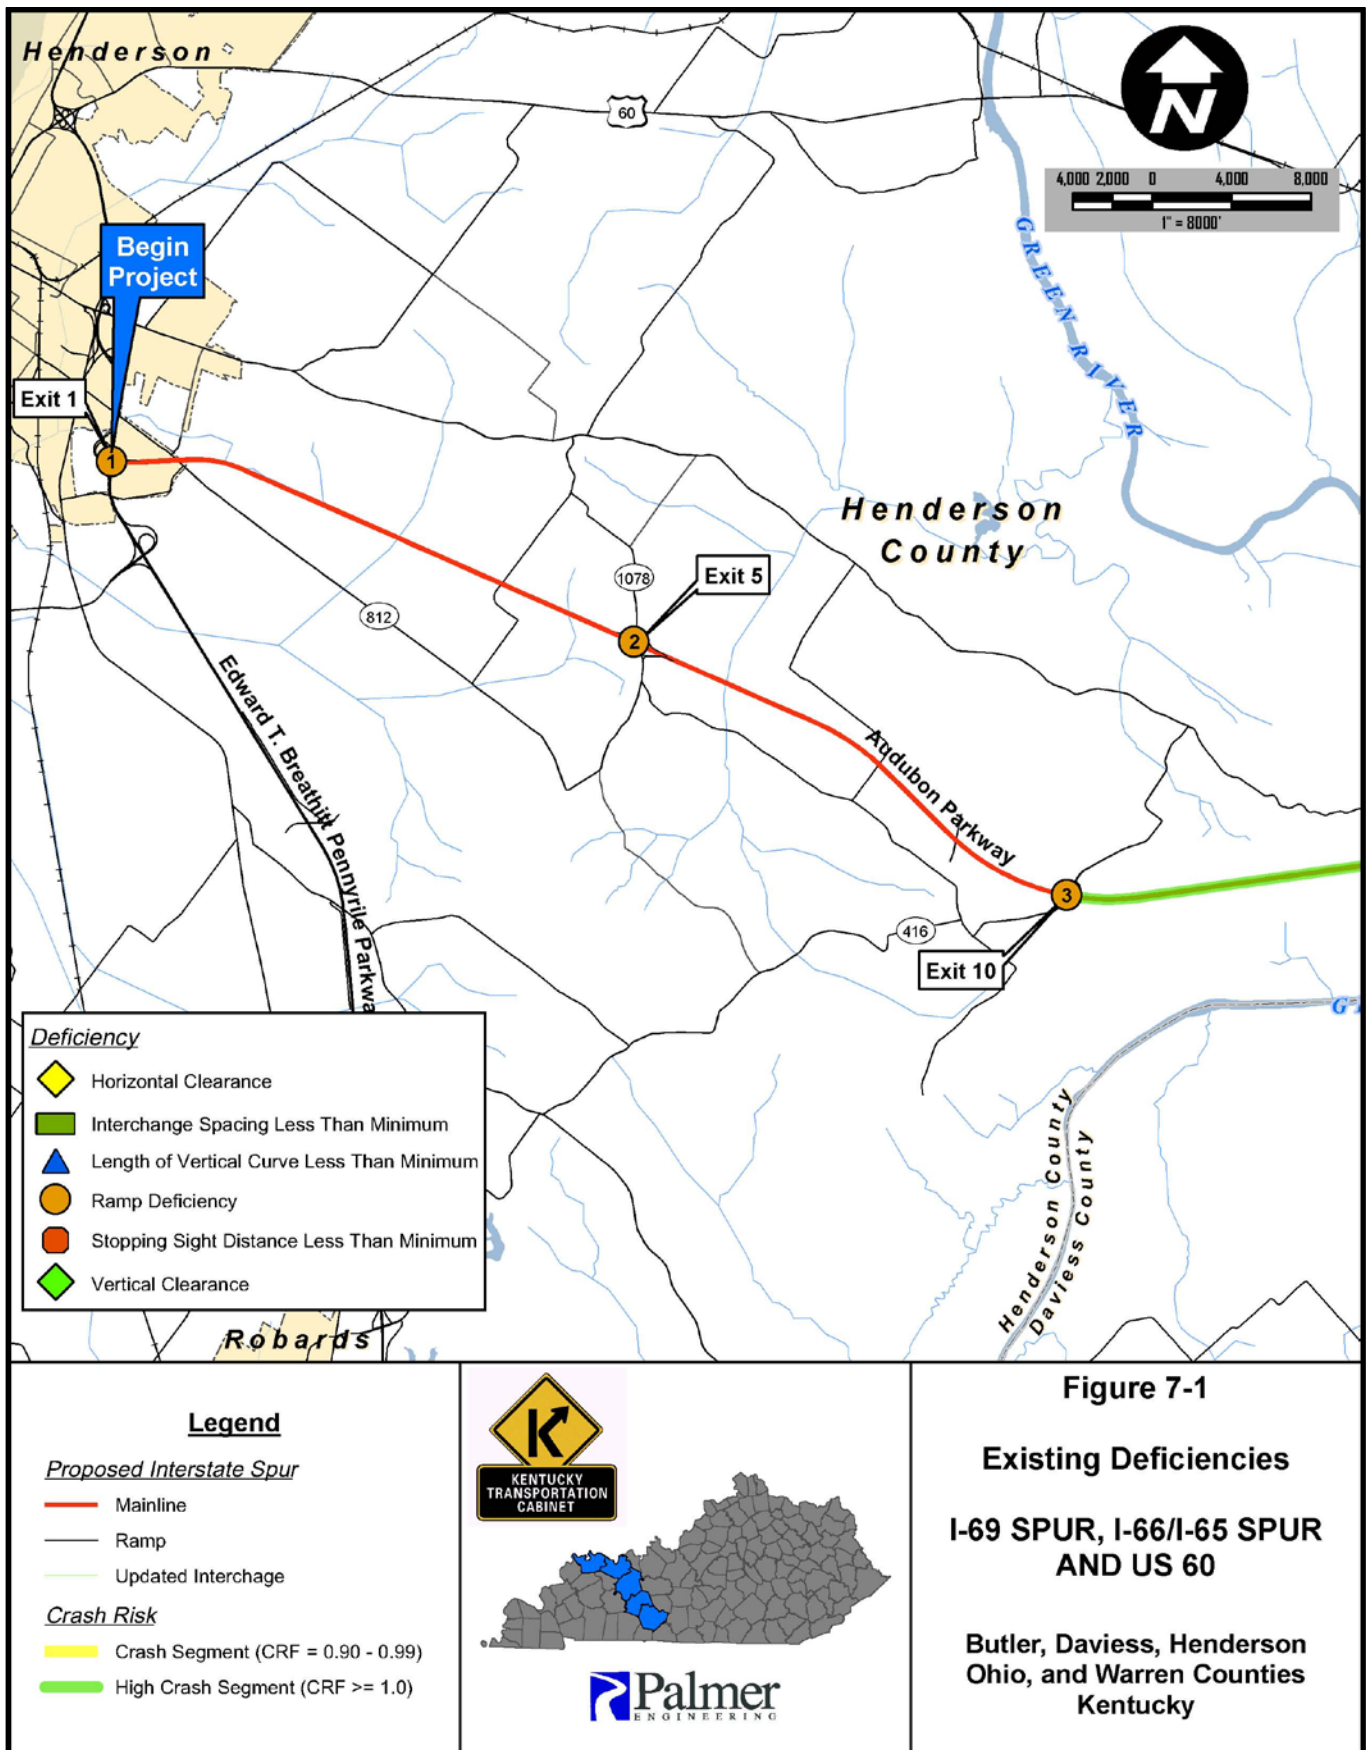 Henderson
60
N
4,000 2,000 0 4,000 8,000
1" = 8000'
GREEN RIVER
Begin
Project
Exit 1
1
Henderson
County
1078
Exit 5
812
2
Edward T. Breathitt Pennyrile Parkwa
Audubon Parkway
3
416
Exit 10
G
Henderson County
Daviess County
Deficiency
Horizontal Clearance
Interchange Spacing Less Than Minimum
Length of Vertical Curve Less Than Minimum
Ramp Deficiency
Stopping Sight Distance Less Than Minimum
Vertical Clearance
Robards
Legend
Proposed Interstate Spur
Mainline
Ramp
Updated Interchage
Crash Risk
Crash Segment (CRF = 0.90 - 0.99)
High Crash Segment (CRF >= 1.0)
K
KENTUCKY
TRANSPORTATION
CABINET
Palmer
ENGINEERING
Figure 7-1
Existing Deficiencies
I-69 SPUR, I-66/I-65 SPUR
AND US 60
Butler, Daviess, Henderson
Ohio, and Warren Counties
Kentucky